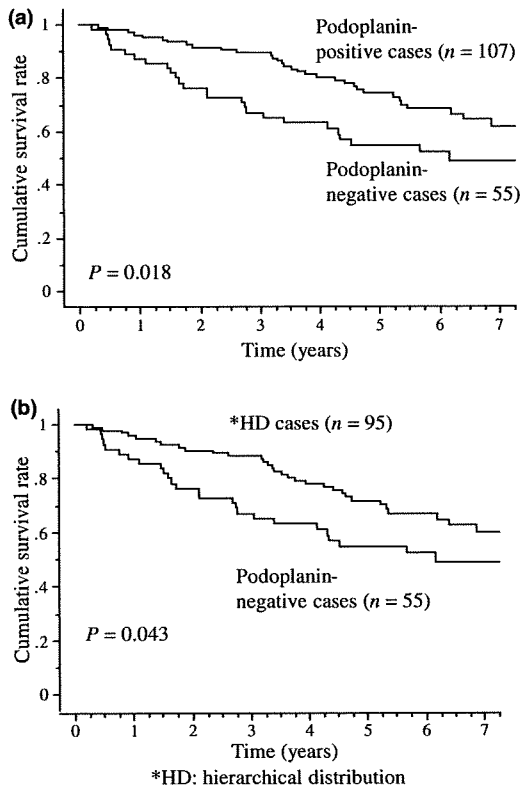 (a)
Podoplanin-
positive cases (n = 107)
Cumulative survival rate
1
.8
.6
.4
.2
0
Podoplanin-
negative cases (n = 55)
P = 0.018
0 1 2 3 4 5 6 7
Time (years)
(b)
*HD cases (n = 95)
Cumulative survival rate
1
.8
.6
.4
.2
0
Podoplanin-
negative cases (n = 55)
P = 0.043
0 1 2 3 4 5 6 7
Time (years)
*HD: hierarchical distribution